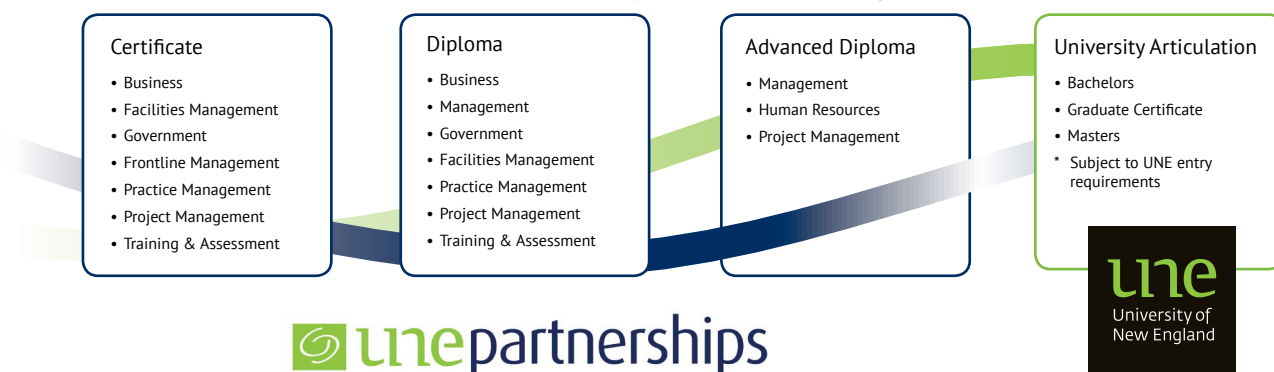 Certificate
• Business
• Facilities Management
• Government
• Frontline Management
• Practice Management
• Project Management
• Training & Assessment
Diploma
• Business
• Management
• Government
• Facilities Management
• Practice Management
• Project Management
• Training & Assessment
Advanced Diploma
• Management
• Human Resources
• Project Management
University Articulation
• Bachelors
• Graduate Certificate
• Masters
* Subject to UNE entry
requirements
une partnerships
une
University of
New England